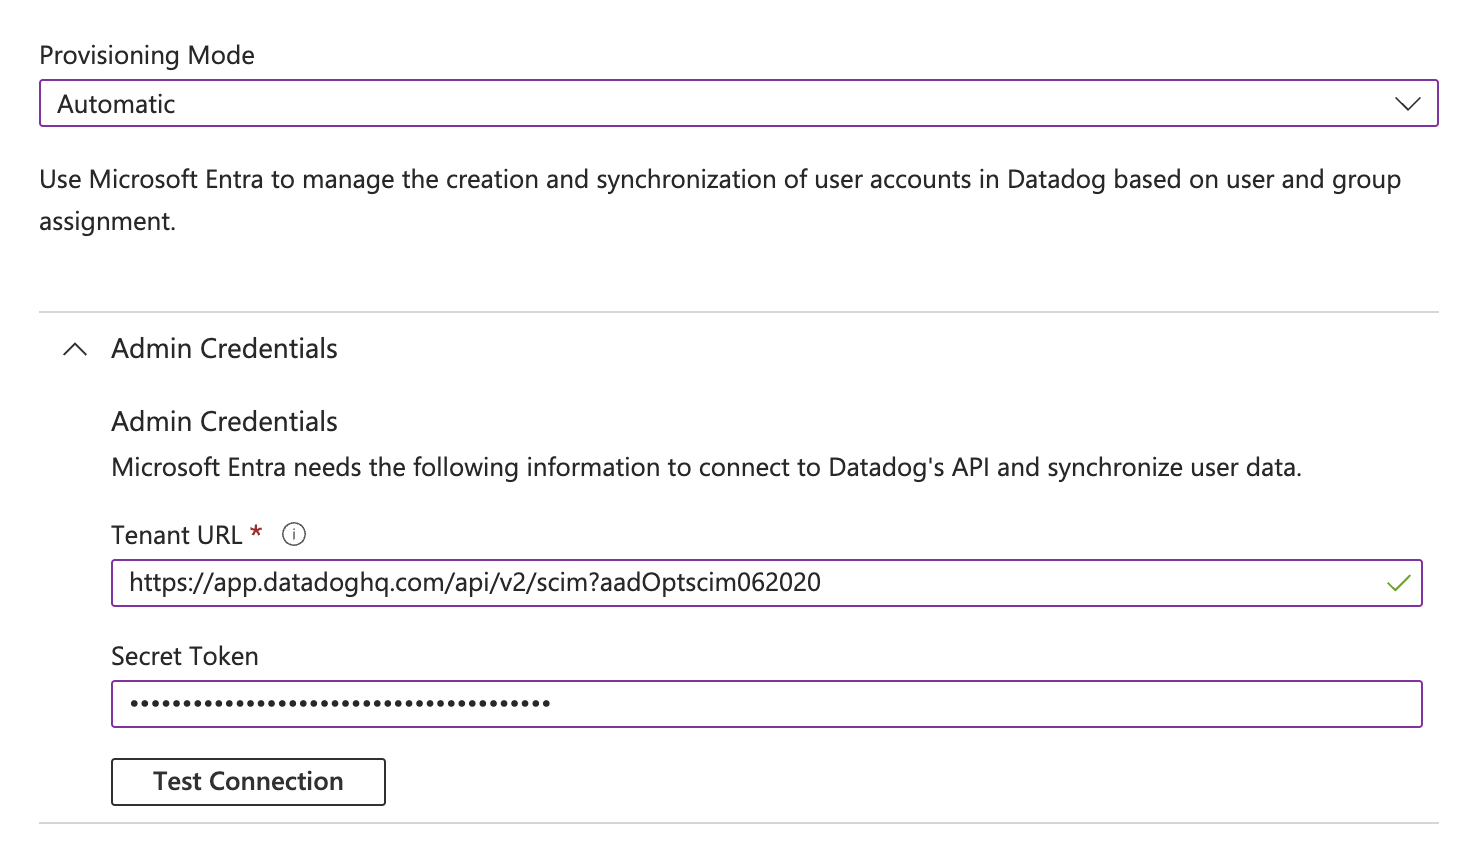 Provisioning Mode
Automatic
Use Microsoft Entra to manage the creation and synchronization of user accounts in Datadog based on user and group
assignment.
Admin Credentials
Admin Credentials
Microsoft Entra needs the following information to connect to Datadog's API and synchronize user data.
Tenant URL *
https://app.datadoghq.com/api/v2/scim?aadOptscim062020
Secret Token
••••••••••••••••••••••••••••••••••••••••
Test Connection